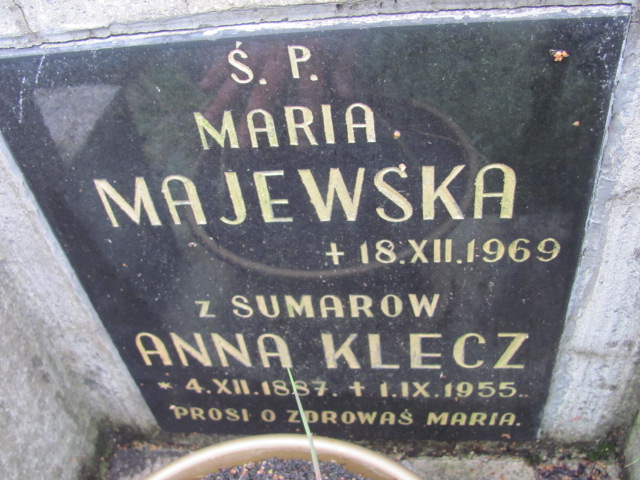 Ś. P.
MARIA
MAJEWSKA
+ 18.XII.1969
z SUMAROW
ANNA KLECZ
* 4.XII.1887. + 1.IX.1955.
PROSI O ZDROWAŚ MARIA.